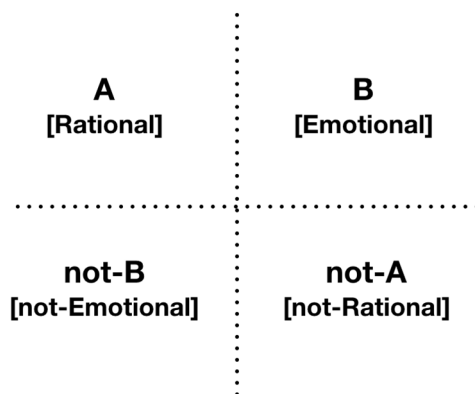 A
[Rational]
B
[Emotional]
not-B
[not-Emotional]
not-A
[not-Rational]